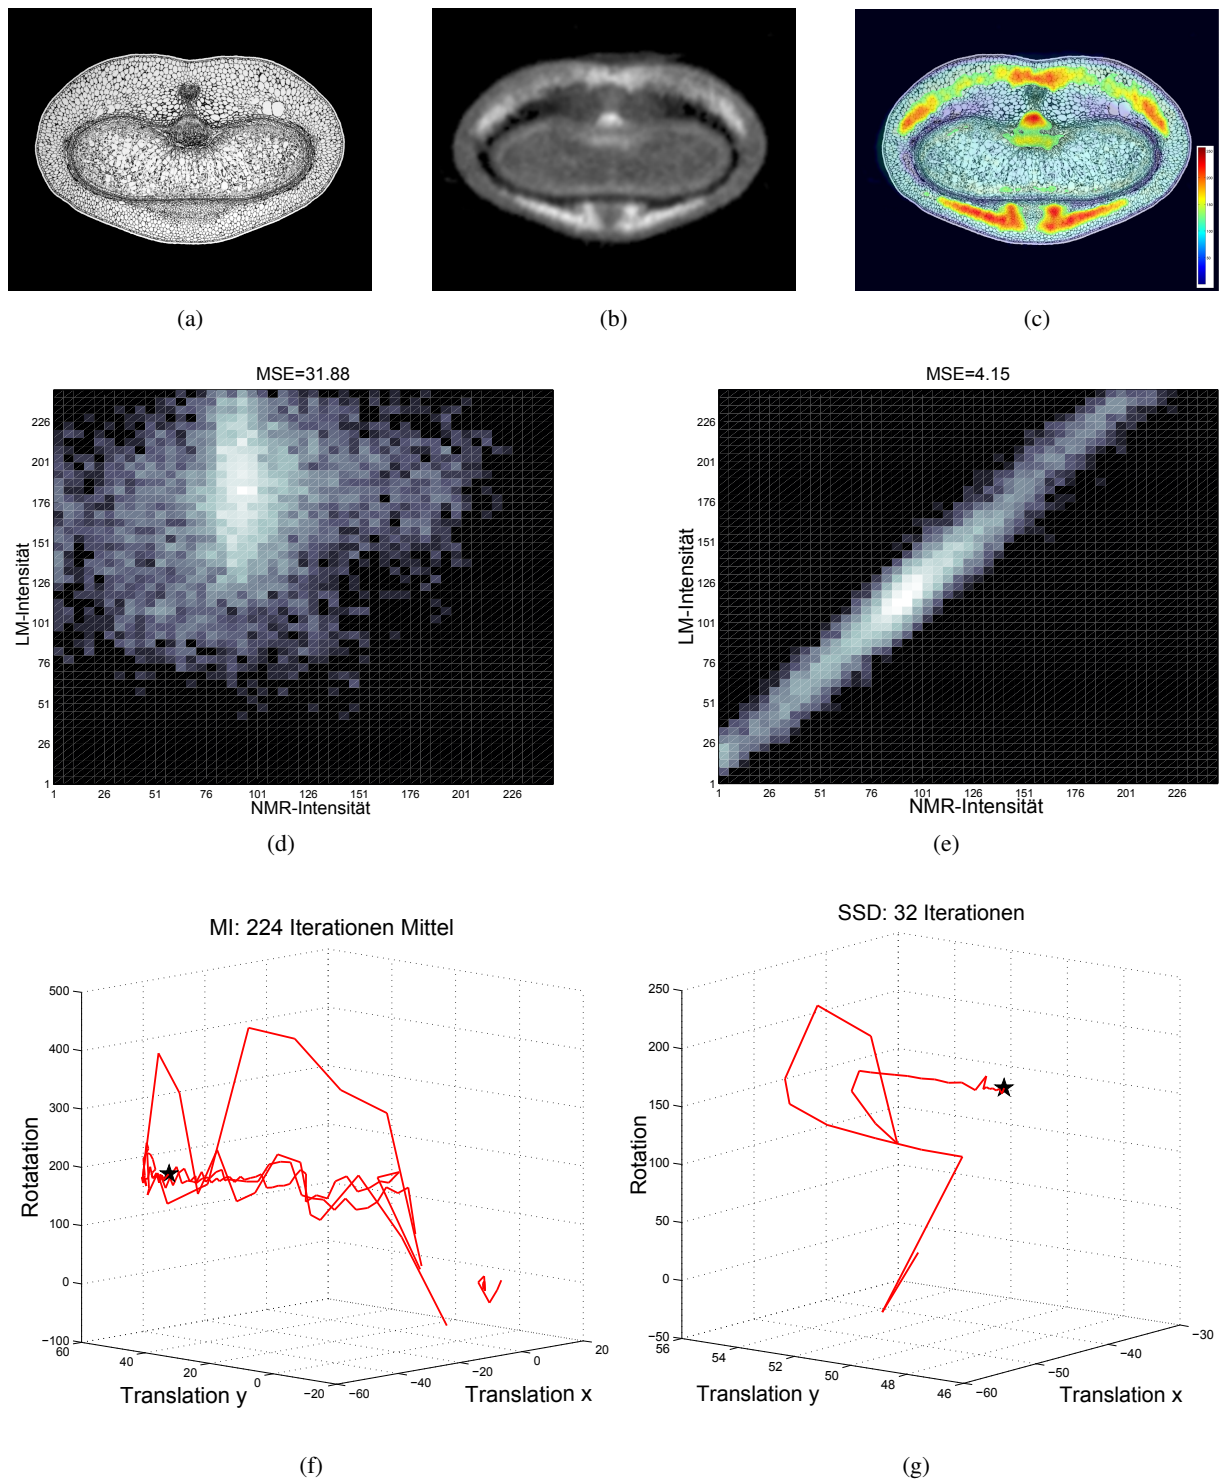 (a)
(b)
(c)
MSE=31.88
226
201
176
151
126
101
76
51
26
1
LM-Intensität
1 26 51 76 101 126 151 176 201 226
NMR-Intensität
(d)
MSE=4.15
226
201
176
151
126
101
76
51
26
1
LM-Intensität
1 26 51 76 101 126 151 176 201 226
NMR-Intensität
(e)
MI: 224 Iterationen Mittel
500
400
300
200
100
0
−100
Rotatation
60 40 20 0 −20
Translation y
−60 −40 −20 0 20
Translation x
(f)
SSD: 32 Iterationen
250
200
150
100
50
0
−50
Rotation
56 54 52 50 48 46
Translation y
−60 −50 −40 −30
Translation x
(g)